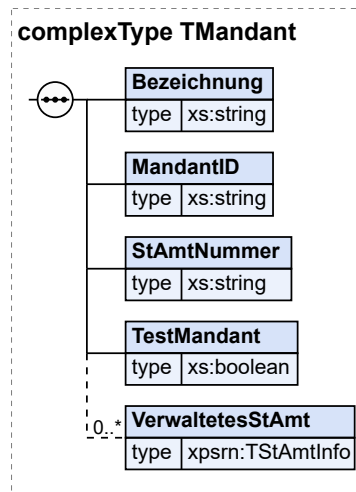 complexType TMandant
Bezeichnung
type xs:string
MandantID
type xs:string
StAmtNummer
type xs:string
TestMandant
type xs:boolean
0..*
VerwaltetesStAmt
type xpsrn:TStAmtInfo